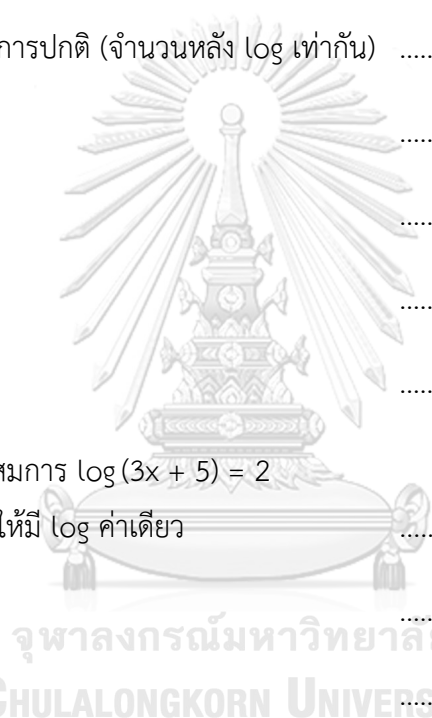 การปกติ (จำนวนหลัง log เท่ากัน) .....
.....
.....
.....
.....
สมการ log (3x + 5) = 2
ให้มี log ค่าเดียว .....
.....
จุฬาลงกรณ์มหาวิทยาลัย
.....
CHULALONGKORN UNIVERS